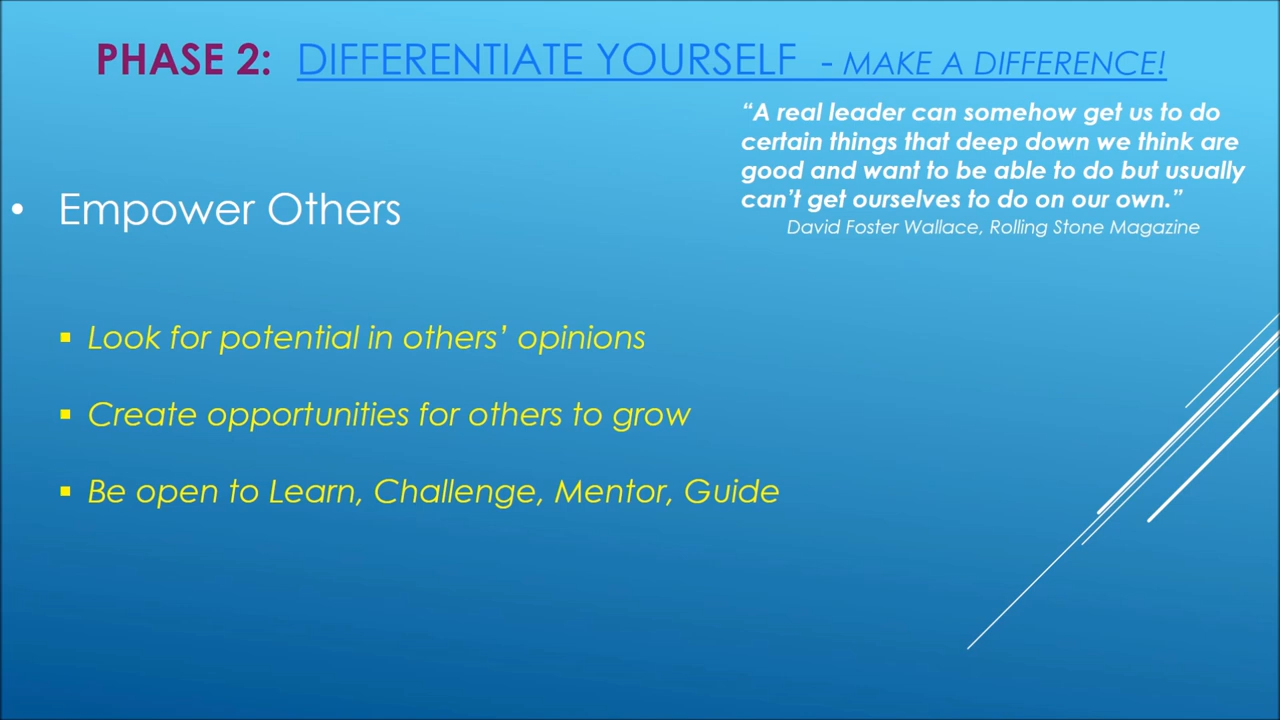 PHASE 2: DIFFERENTIATE YOURSELF - MAKE A DIFFERENCE!
“A real leader can somehow get us to do
certain things that deep down we think are
good and want to be able to do but usually
can’t get ourselves to do on our own.”
David Foster Wallace, Rolling Stone Magazine
• Empower Others
▪ Look for potential in others’ opinions
▪ Create opportunities for others to grow
▪ Be open to Learn, Challenge, Mentor, Guide